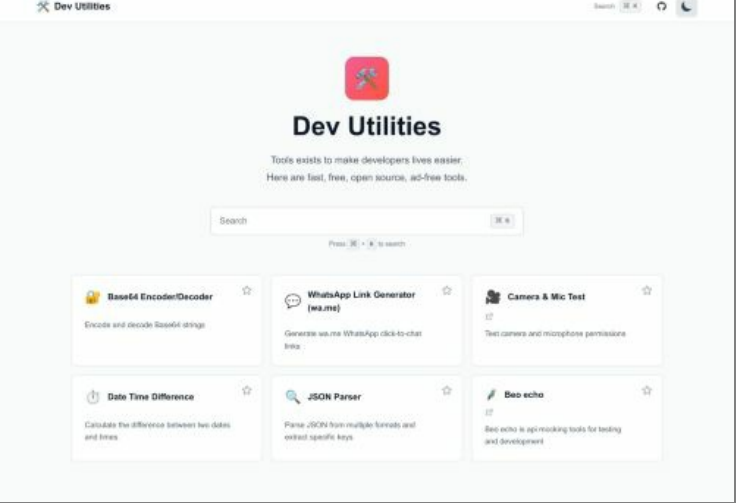 Dev Utilities
Search ⌘ K
Dev Utilities
Tools exists to make developers lives easier.
Here are fast, free, open source, ad-free tools.
Search ⌘ K
Press ⌘ + K to search
Base64 Encoder/Decoder
Encode and decode Base64 strings
WhatsApp Link Generator
(wa.me)
Generate wa.me WhatsApp click-to-chat
links
Camera & Mic Test
Test camera and microphone permissions
Date Time Difference
Calculate the difference between two dates
and times
JSON Parser
Parse JSON from multiple formats and
extract specific keys
Beo echo
Beo echo is api mocking tools for testing
and development